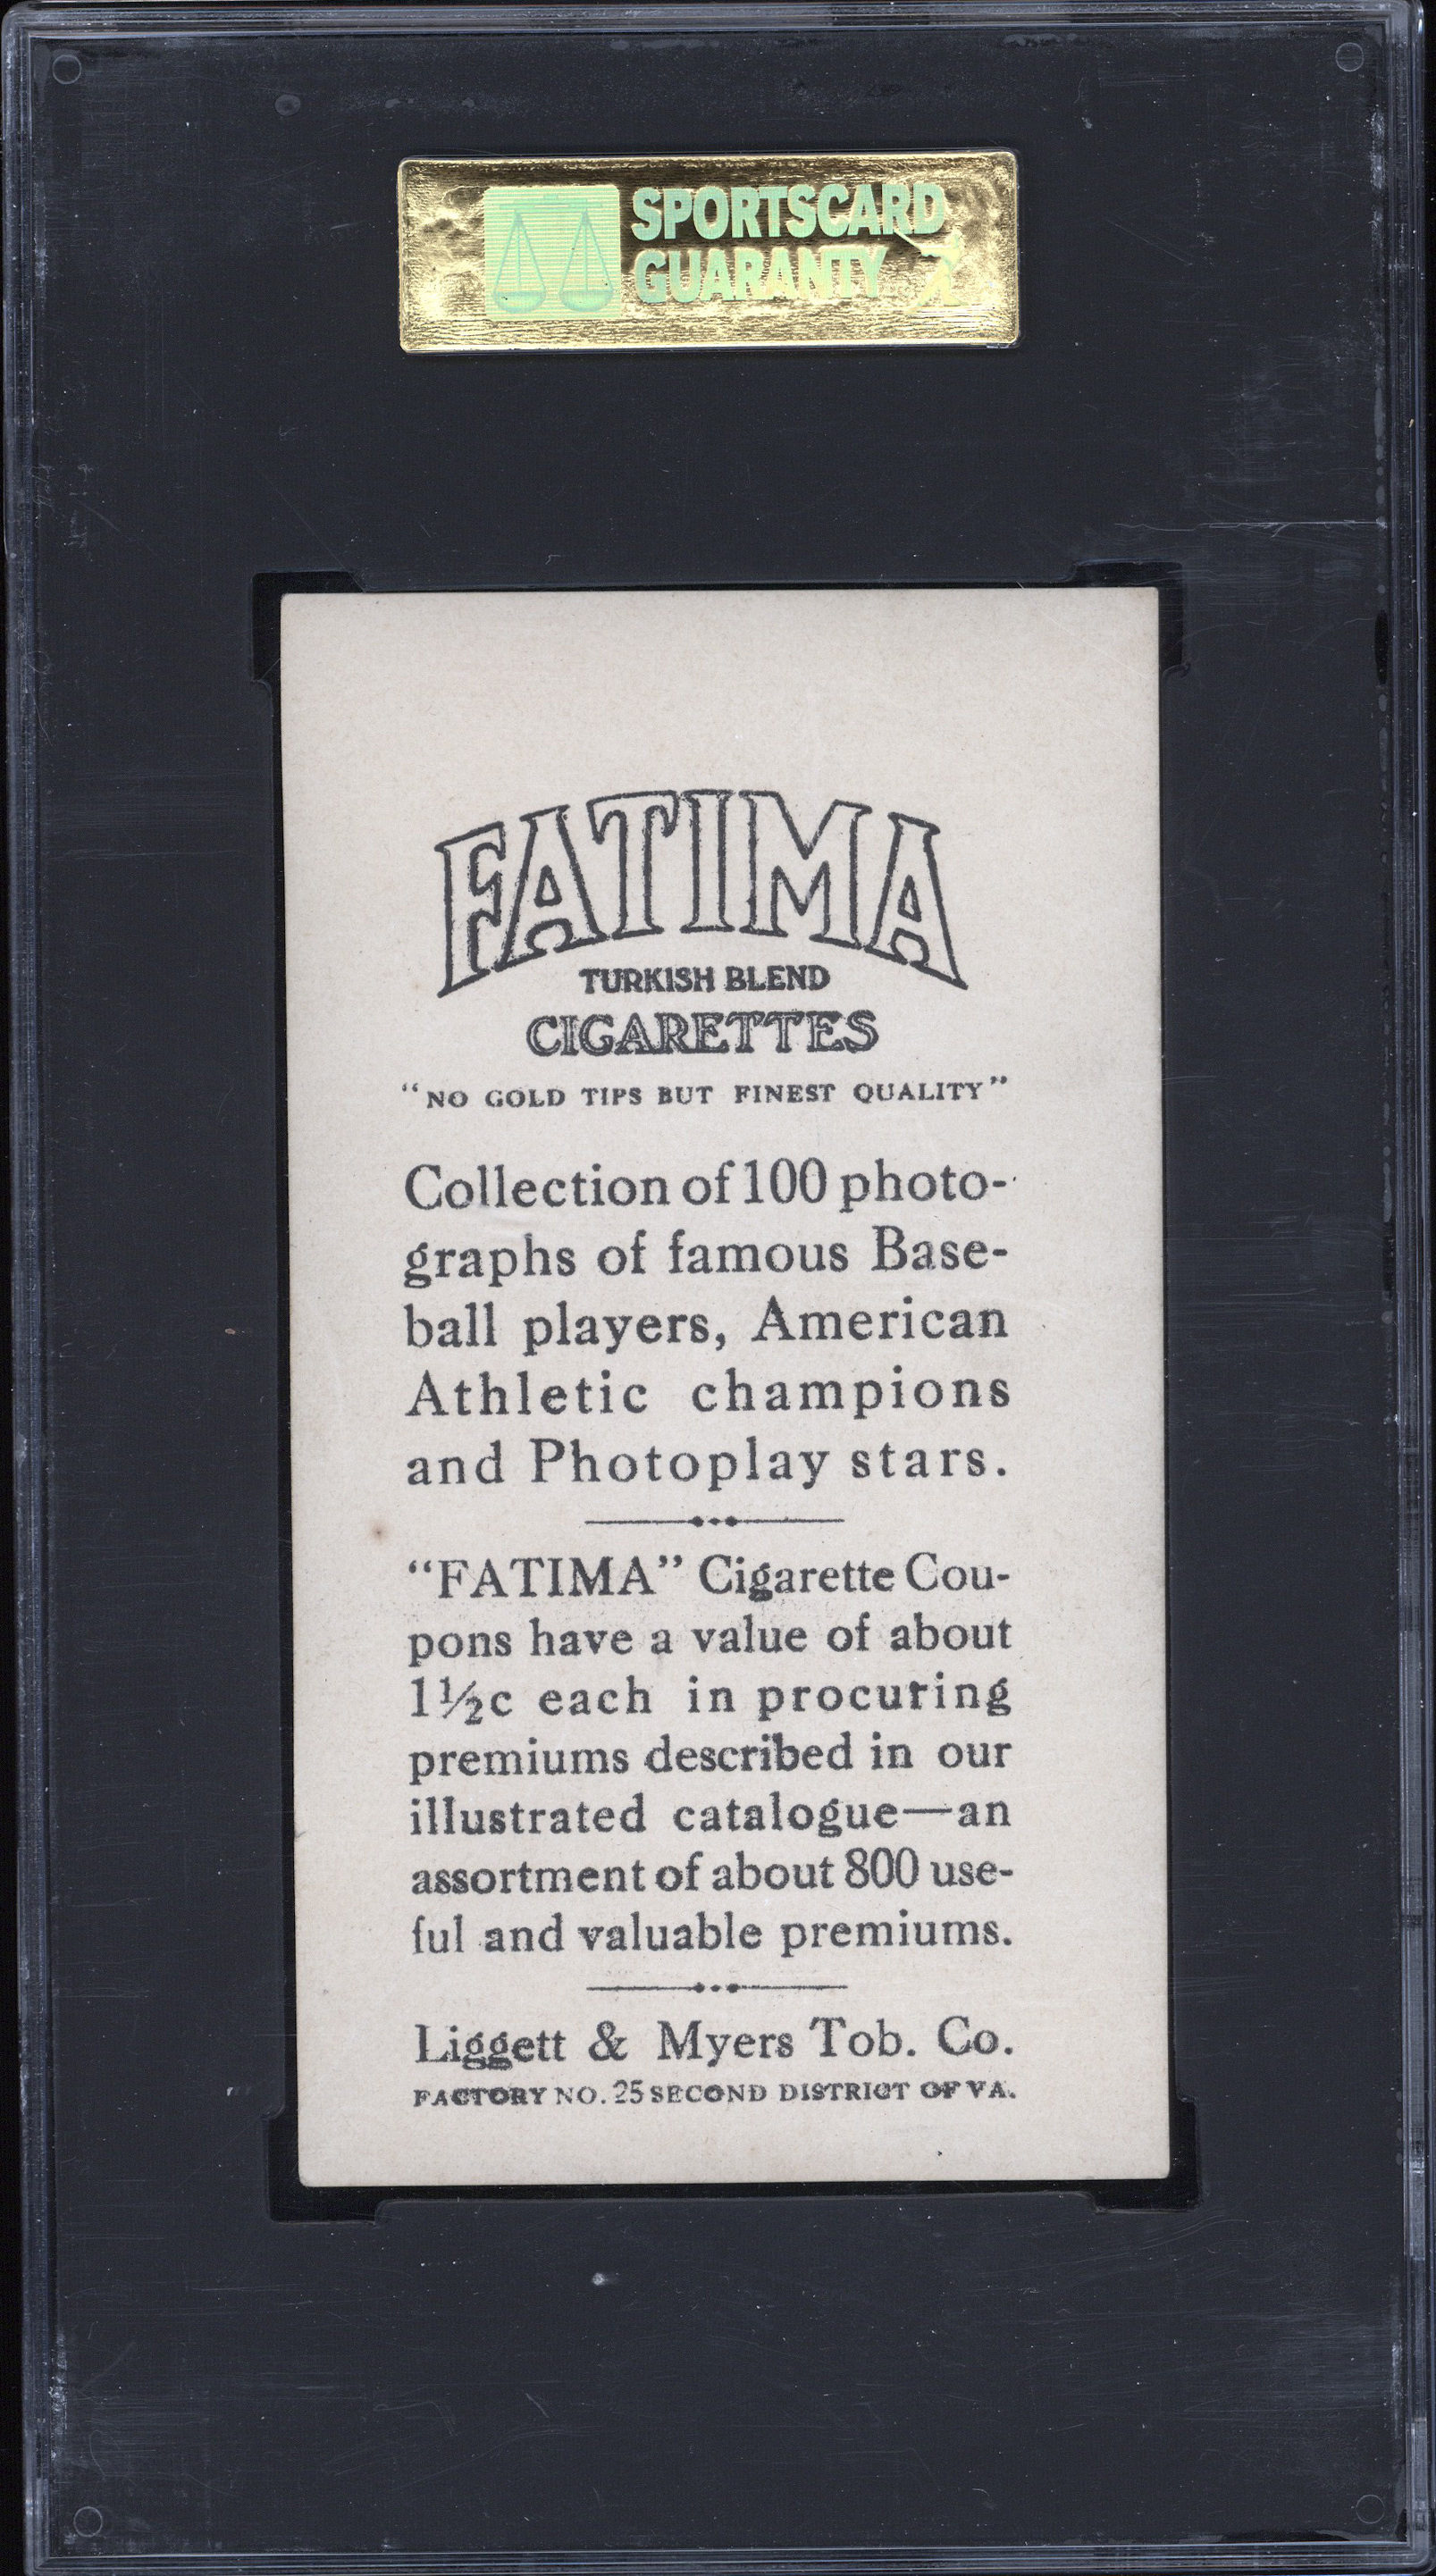 SPORTSCARD
GUARANTY
FATIMA
TURKISH BLEND
CIGARETTES
"NO GOLD TIPS BUT FINEST QUALITY"
Collection of 100 photo-
graphs of famous Base-
ball players, American
Athletic champions
and Photoplay stars.
"FATIMA" Cigarette Cou-
pons have a value of about
1½c each in procuring
premiums described in our
illustrated catalogue—an
assortment of about 800 use-
ful and valuable premiums.
Liggett & Myers Tob. Co.
FACTORY NO. 25 SECOND DISTRICT OF VA.